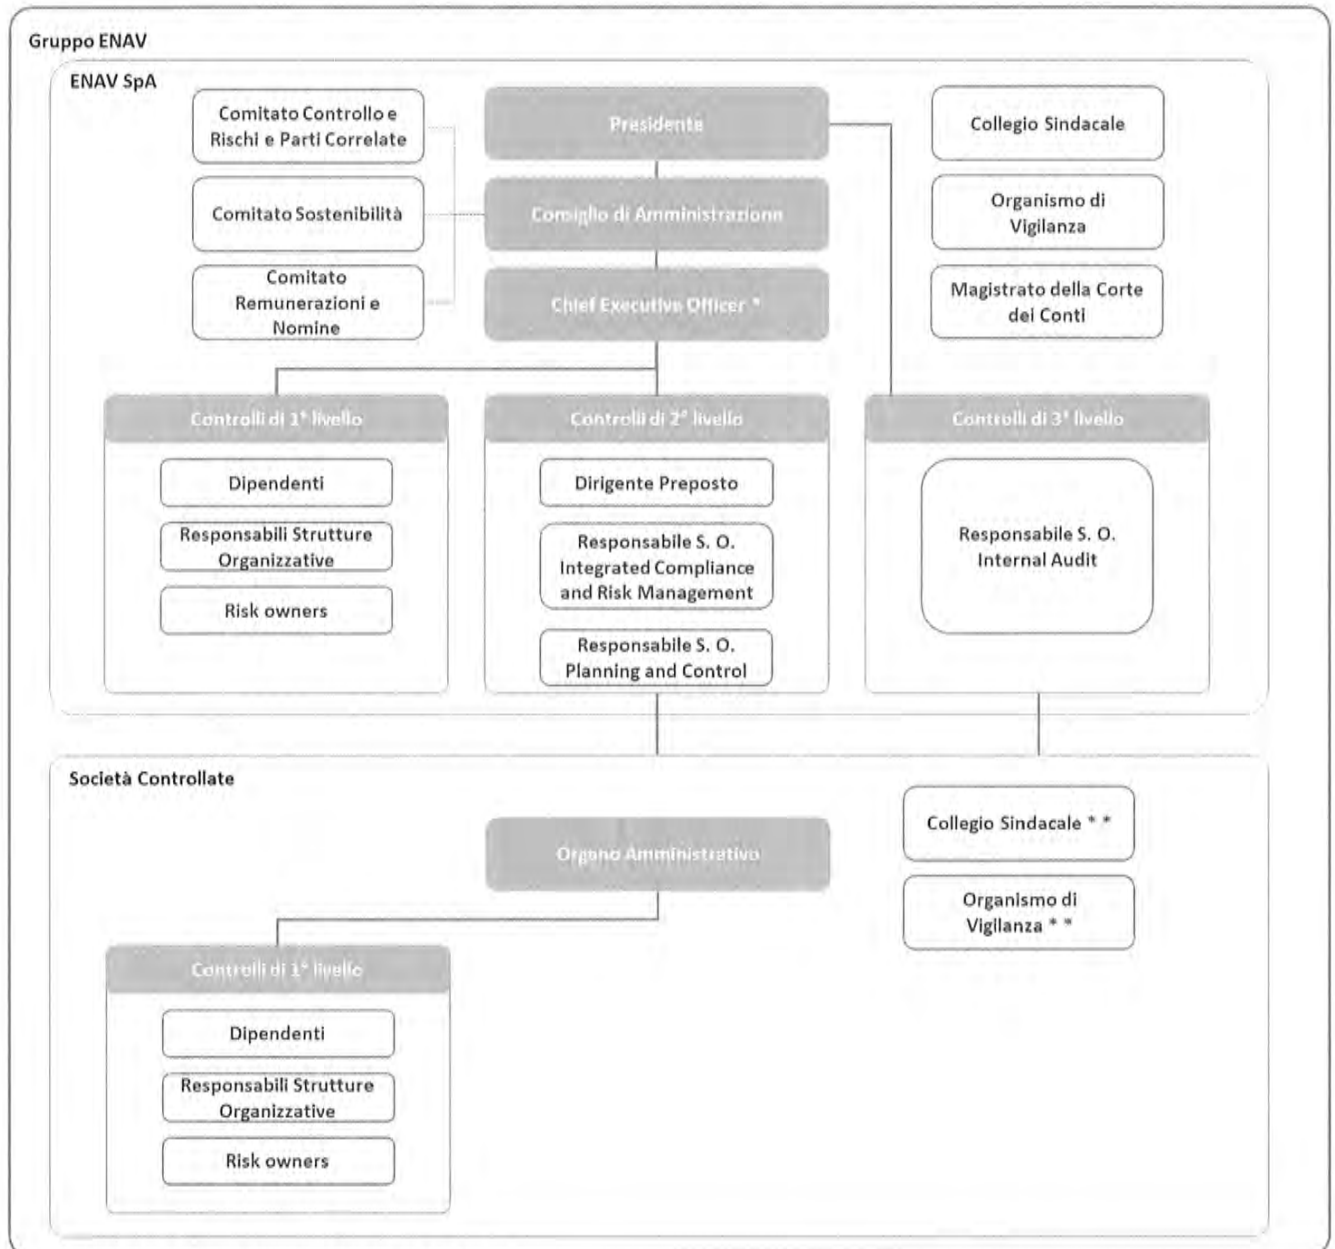 Gruppo ENAV
ENAV SpA
Comitato Controllo e
Rischi e Parti Correlate
Presidente
Collegio Sindacale
Comitato Sostenibilità
Consiglio di Amministrazione
Organismo di
Vigilanza
Comitato
Remunerazioni e
Nomine
Chief Executive Officer *
Magistrato della Corte
dei Conti
Controlli di 1° livello
Dipendenti
Responsabili Strutture
Organizzative
Risk owners
Controlli di 2° livello
Dirigente Preposto
Responsabile S. O.
Integrated Compliance
and Risk Management
Responsabile S. O.
Planning and Control
Controlli di 3° livello
Responsabile S. O.
Internal Audit
Società Controllate
Organo Amministrativo
Collegio Sindacale * *
Organismo di
Vigilanza * *
Controlli di 1° livello
Dipendenti
Responsabili Strutture
Organizzative
Risk owners